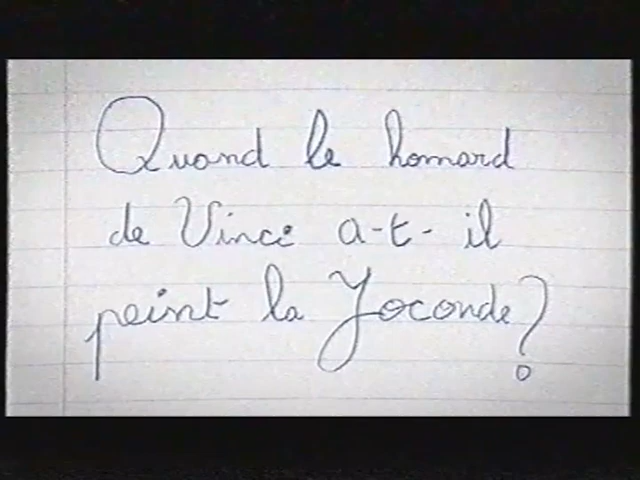 Quand le homard
de Vinci a-t-il
peint la Joconde?